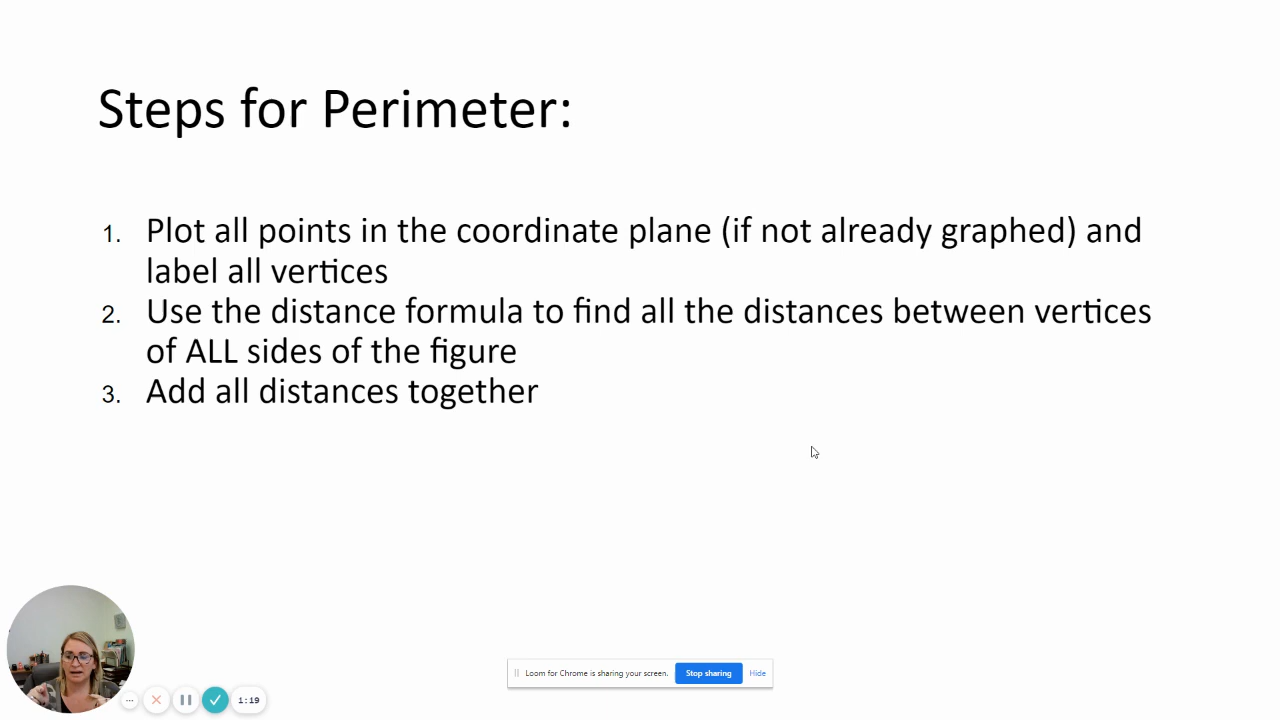 Steps for Perimeter:
1. Plot all points in the coordinate plane (if not already graphed) and
label all vertices
2. Use the distance formula to find all the distances between vertices
of ALL sides of the figure
3. Add all distances together
Loom for Chrome is sharing your screen. Stop sharing Hide
1:19